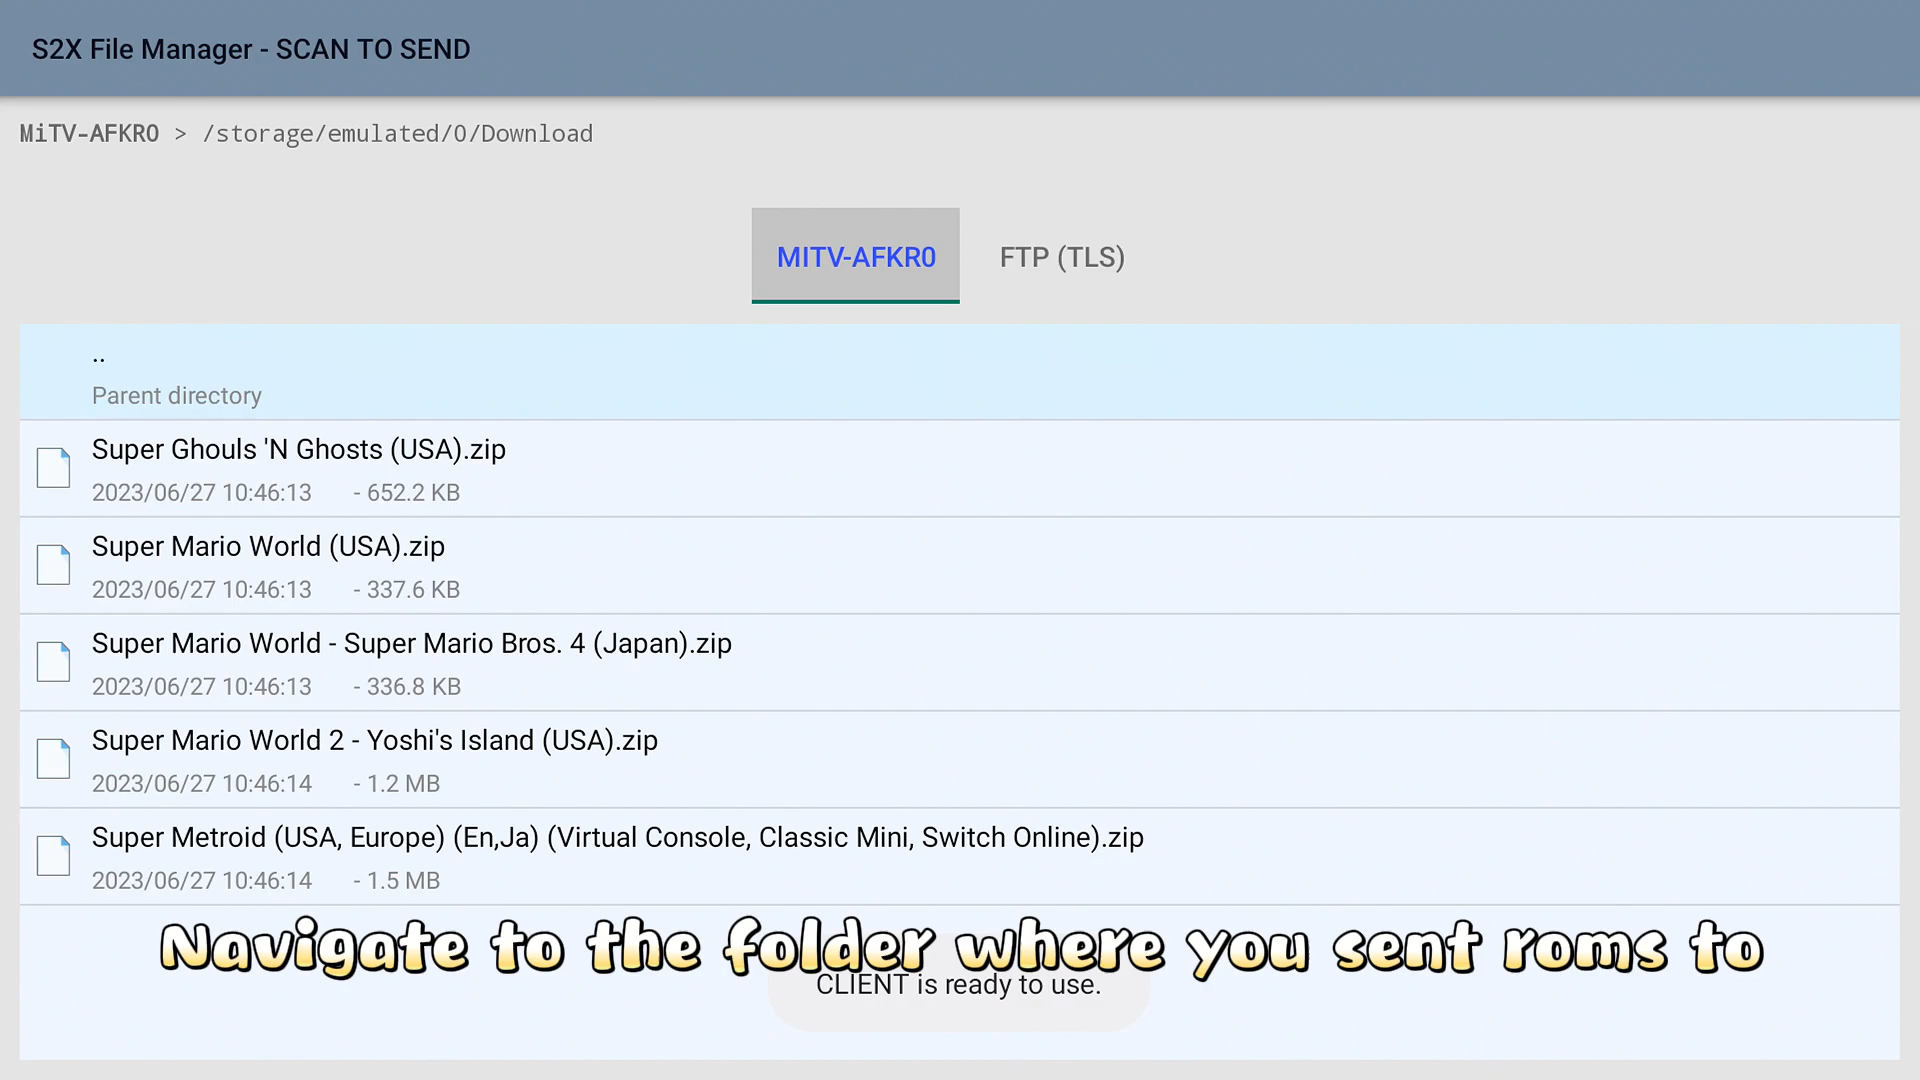 S2X File Manager - SCAN TO SEND
MiTV-AFKR0 > /storage/emulated/0/Download
MITV-AFKR0 FTP (TLS)
..
Parent directory
Super Ghouls 'N Ghosts (USA).zip
2023/06/27 10:46:13 - 652.2 KB
Super Mario World (USA).zip
2023/06/27 10:46:13 - 337.6 KB
Super Mario World - Super Mario Bros. 4 (Japan).zip
2023/06/27 10:46:13 - 336.8 KB
Super Mario World 2 - Yoshi's Island (USA).zip
2023/06/27 10:46:14 - 1.2 MB
Super Metroid (USA, Europe) (En,Ja) (Virtual Console, Classic Mini, Switch Online).zip
2023/06/27 10:46:14 - 1.5 MB
Navigate to the folder where you sent roms to
CLIENT is ready to use.